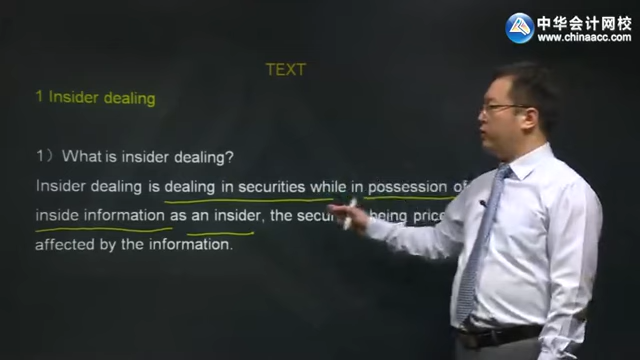 中华会计网校
www.chinaacc.com
TEXT
1 Insider dealing
1）What is insider dealing?
Insider dealing is dealing in securities while in possession of
inside information as an insider, the being
affected by the information.